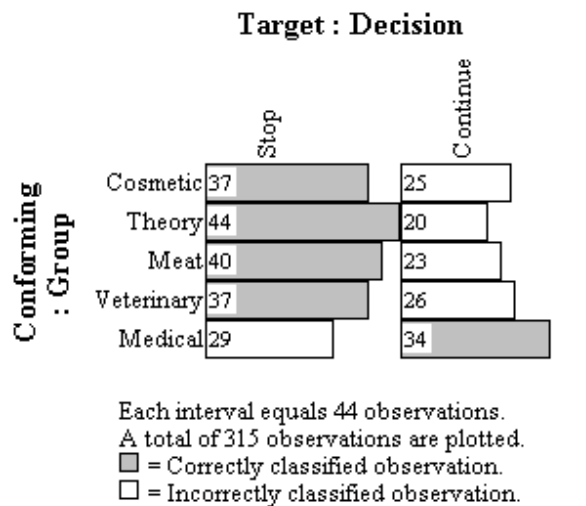 Target : Decision
Stop
Continue
Conforming
: Group
Cosmetic 37 25
Theory 44 20
Meat 40 23
Veterinary 37 26
Medical 29 34
Each interval equals 44 observations.
A total of 315 observations are plotted.
= Correctly classified observation.
= Incorrectly classified observation.